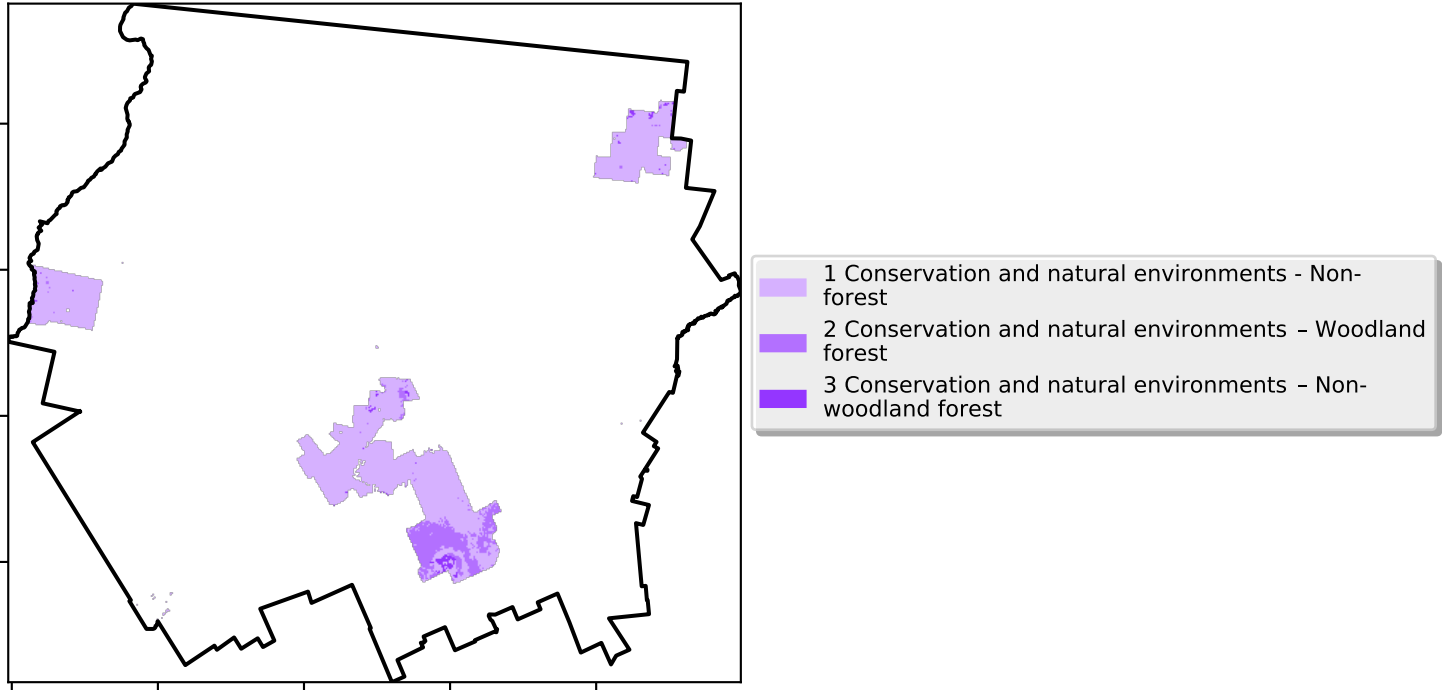 1 Conservation and natural environments - Non-
forest
2 Conservation and natural environments – Woodland
forest
3 Conservation and natural environments – Non-
woodland forest